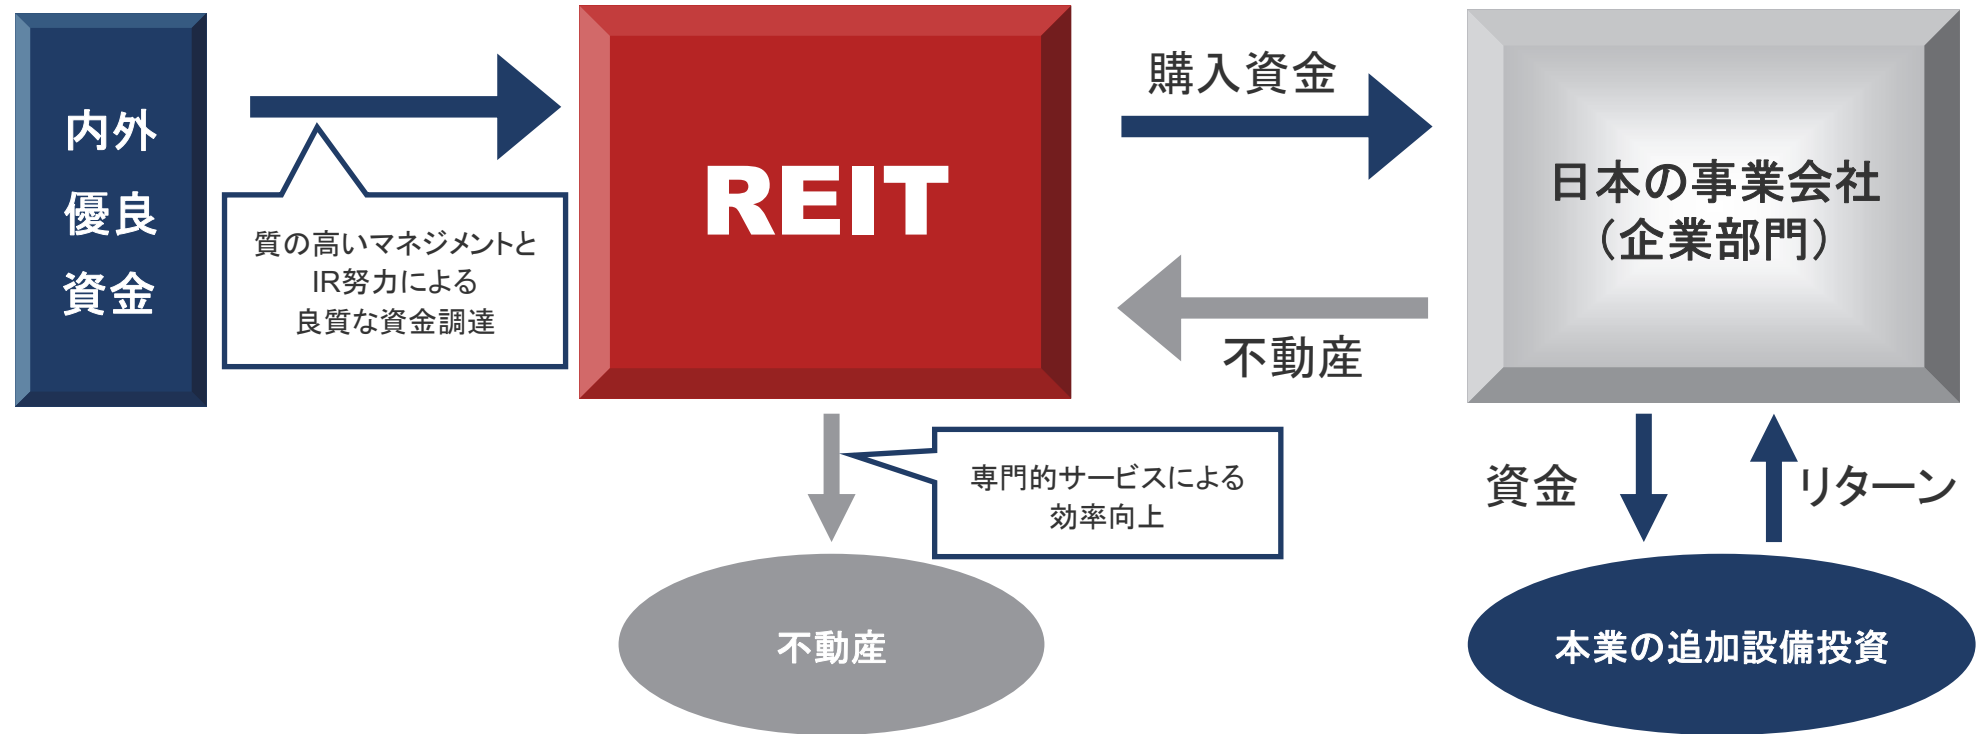 内外
優良
資金
質の高いマネジメントと
IR努力による
良質な資金調達
REIT
購入資金
不動産
日本の事業会社
（企業部門）
専門的サービスによる
効率向上
不動産
資金
リターン
本業の追加設備投資